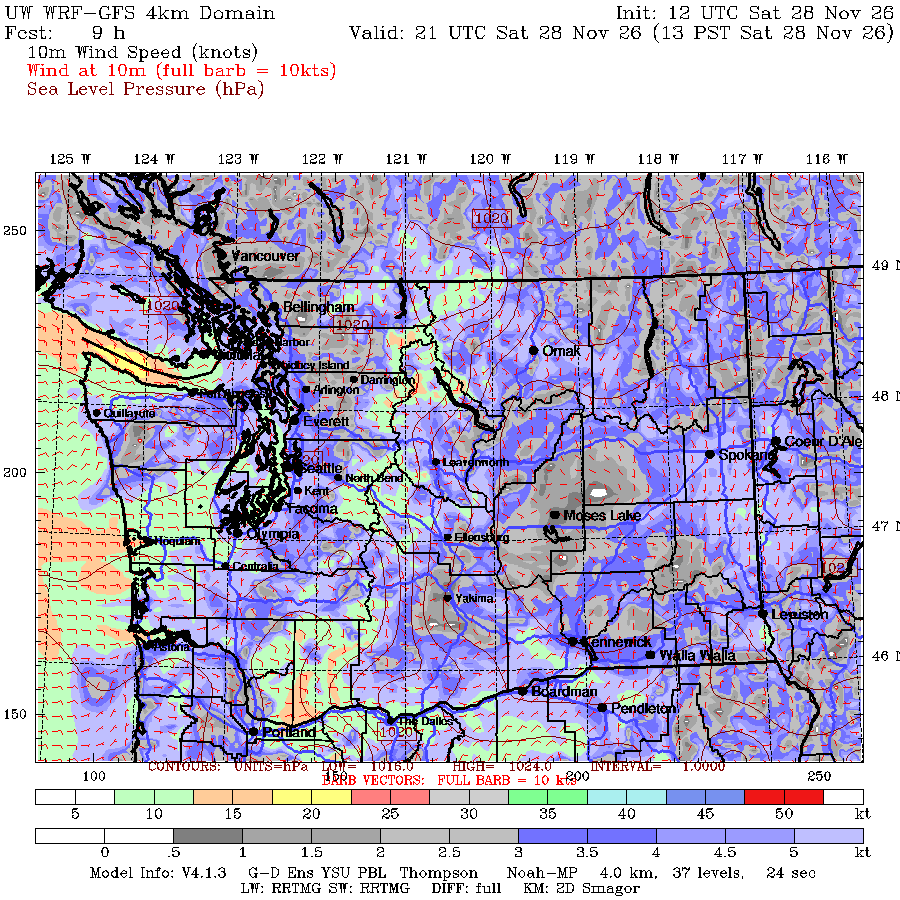 UW WRF-GFS 4km Domain Init: 12 UTC Sat 28 Nov 26
Fcst: 9 h Valid: 21 UTC Sat 28 Nov 26 (13 PST Sat 28 Nov 26)
10m Wind Speed (knots)
Wind at 10m (full barb = 10kts)
Sea Level Pressure (hPa)
125 W 124 W 123 W 122 W 121 W 120 W 119 W 118 W 117 W 116 W
1020
250
Vancouver
49 N
1020
Bellingham
1020
Omak
Darrington
Arlington
48 N
Quillayute
Everett
Coeur D'Ale
Spokane
Leavenworth
200
Seattle
North Bend
Kent
Tacoma
Moses Lake
47 N
Olympia
Ellensburg
Hoquiam
Centralia
Yakima
Lewiston
Kennewick
Astoria
Walla Walla
46 N
Boardman
Pendleton
150
The Dalles
Portland
1020
CONTOURS: UNITS=hPa LOW= 1016.0 HIGH= 1024.0 INTERVAL= 1.0000
100 150 200 250
BARB VECTORS: FULL BARB = 10 kts
5 10 15 20 25 30 35 40 45 50 kt
0 .5 1 1.5 2 2.5 3 3.5 4 4.5 5 kt
Model Info: V4.1.3 G-D Ens YSU PBL Thompson Noah-MP 4.0 km, 37 levels, 24 sec
LW: RRTMG SW: RRTMG DIFF: full KM: 2D Smagor